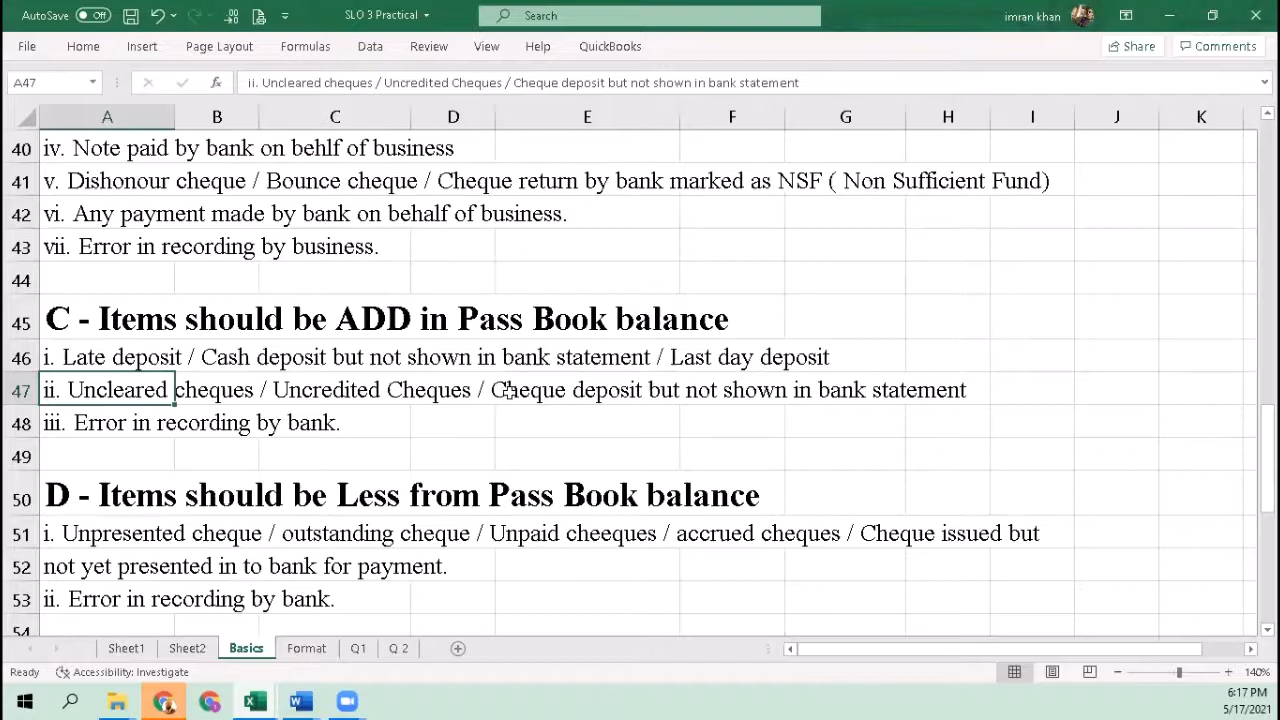 AutoSave Off SLO 3 Practical Search imran khan
File Home Insert Page Layout Formulas Data Review View Help QuickBooks Share Comments
A47 fx ii. Uncleared cheques / Uncredited Cheques / Cheque deposit but not shown in bank statement
A B C D E F G H I J K
40 iv. Note paid by bank on behlf of business
41 v. Dishonour cheque / Bounce cheque / Cheque return by bank marked as NSF ( Non Sufficient Fund)
42 vi. Any payment made by bank on behalf of business.
43 vii. Error in recording by business.
44
45 C - Items should be ADD in Pass Book balance
46 i. Late deposit / Cash deposit but not shown in bank statement / Last day deposit
47 ii. Uncleared cheques / Uncredited Cheques / Cheque deposit but not shown in bank statement
48 iii. Error in recording by bank.
49
50 D - Items should be Less from Pass Book balance
51 i. Unpresented cheque / outstanding cheque / Unpaid cheeques / accrued cheques / Cheque issued but
52 not yet presented in to bank for payment.
53 ii. Error in recording by bank.
54
Sheet1 Sheet2 Basics Format Q1 Q 2
Ready Accessibility: Investigate 140%
6:17 PM
5/17/2021